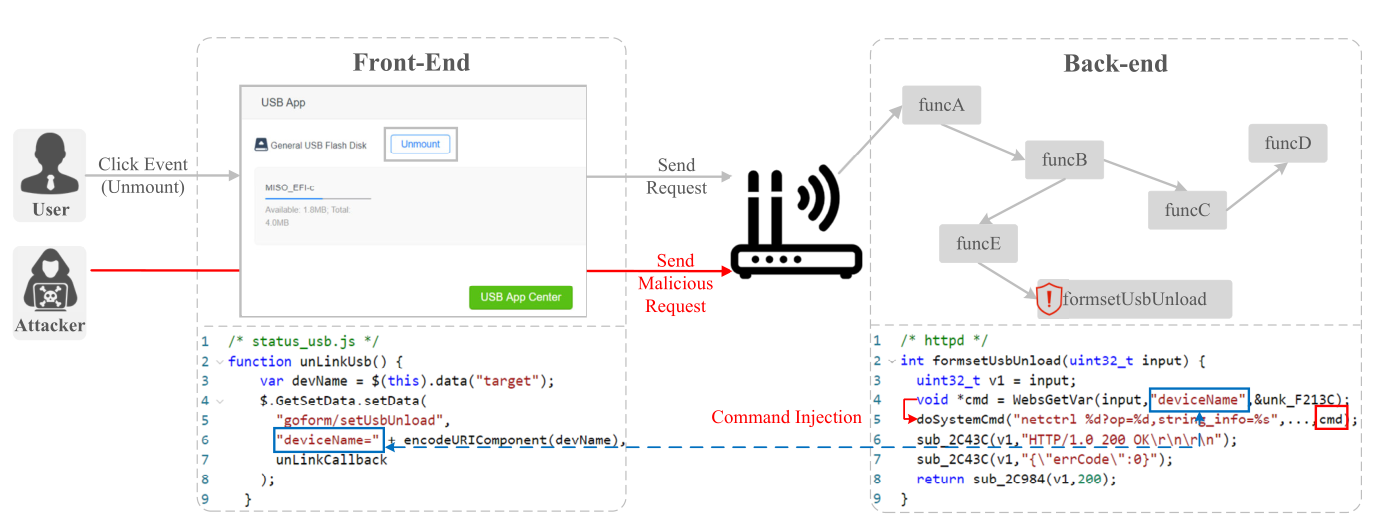 Front-End
Back-end
USB App
General USB Flash Disk
Unmount
MISO_EFI-c
Available: 1.8MB; Total:
4.0MB
USB App Center
User
Attacker
Click Event
(Unmount)
Send
Request
Send
Malicious
Request
funcA
funcB
funcC
funcD
funcE
formsetUsbUnload
1 /* status_usb.js */
2 function unLinkUsb() {
3 var devName = $(this).data("target");
4 $.GetSetData.setData(
5 "goform/setUsbUnload",
6 "deviceName=" + encodeURIComponent(devName),
7 unLinkCallback
8 );
9 }
Command Injection
1 /* httpd */
2 int formsetUsbUnload(uint32_t input) {
3 uint32_t v1 = input;
4 void *cmd = WebsGetVar(input,"deviceName",&unk_F213C);
5 doSystemCmd("netctrl %d?op=%d,string_info=%s",...,cmd);
6 sub_2C43C(v1,"HTTP/1.0 200 OK\r\n\r\n");
7 sub_2C43C(v1,"{\"errCode\":0}");
8 return sub_2C984(v1,200);
9 }